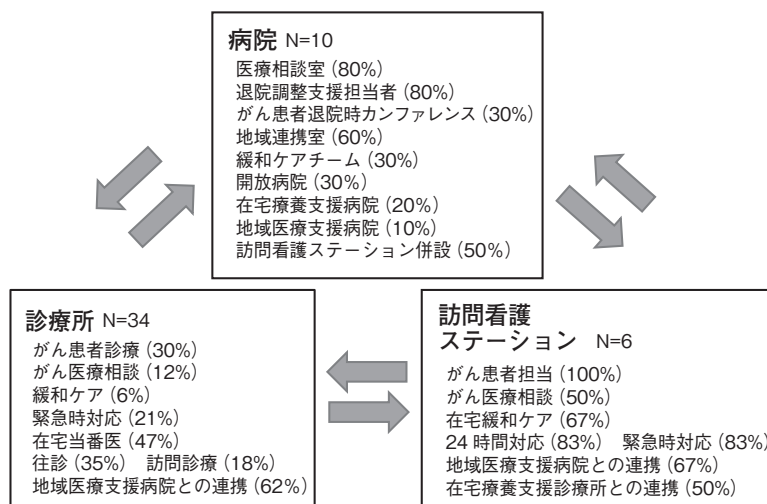 病院 N=10
医療相談室 (80%)
退院調整支援担当者 (80%)
がん患者退院時カンファレンス (30%)
地域連携室 (60%)
緩和ケアチーム (30%)
開放病院 (30%)
在宅療養支援病院 (20%)
地域医療支援病院 (10%)
訪問看護ステーション併設 (50%)
診療所 N=34
がん患者診療 (30%)
がん医療相談 (12%)
緩和ケア (6%)
緊急時対応 (21%)
在宅当番医 (47%)
往診 (35%) 訪問診療 (18%)
地域医療支援病院との連携 (62%)
訪問看護
ステーション N=6
がん患者担当 (100%)
がん医療相談 (50%)
在宅緩和ケア (67%)
24 時間対応 (83%) 緊急時対応 (83%)
地域医療支援病院との連携 (67%)
在宅療養支援診療所との連携 (50%)